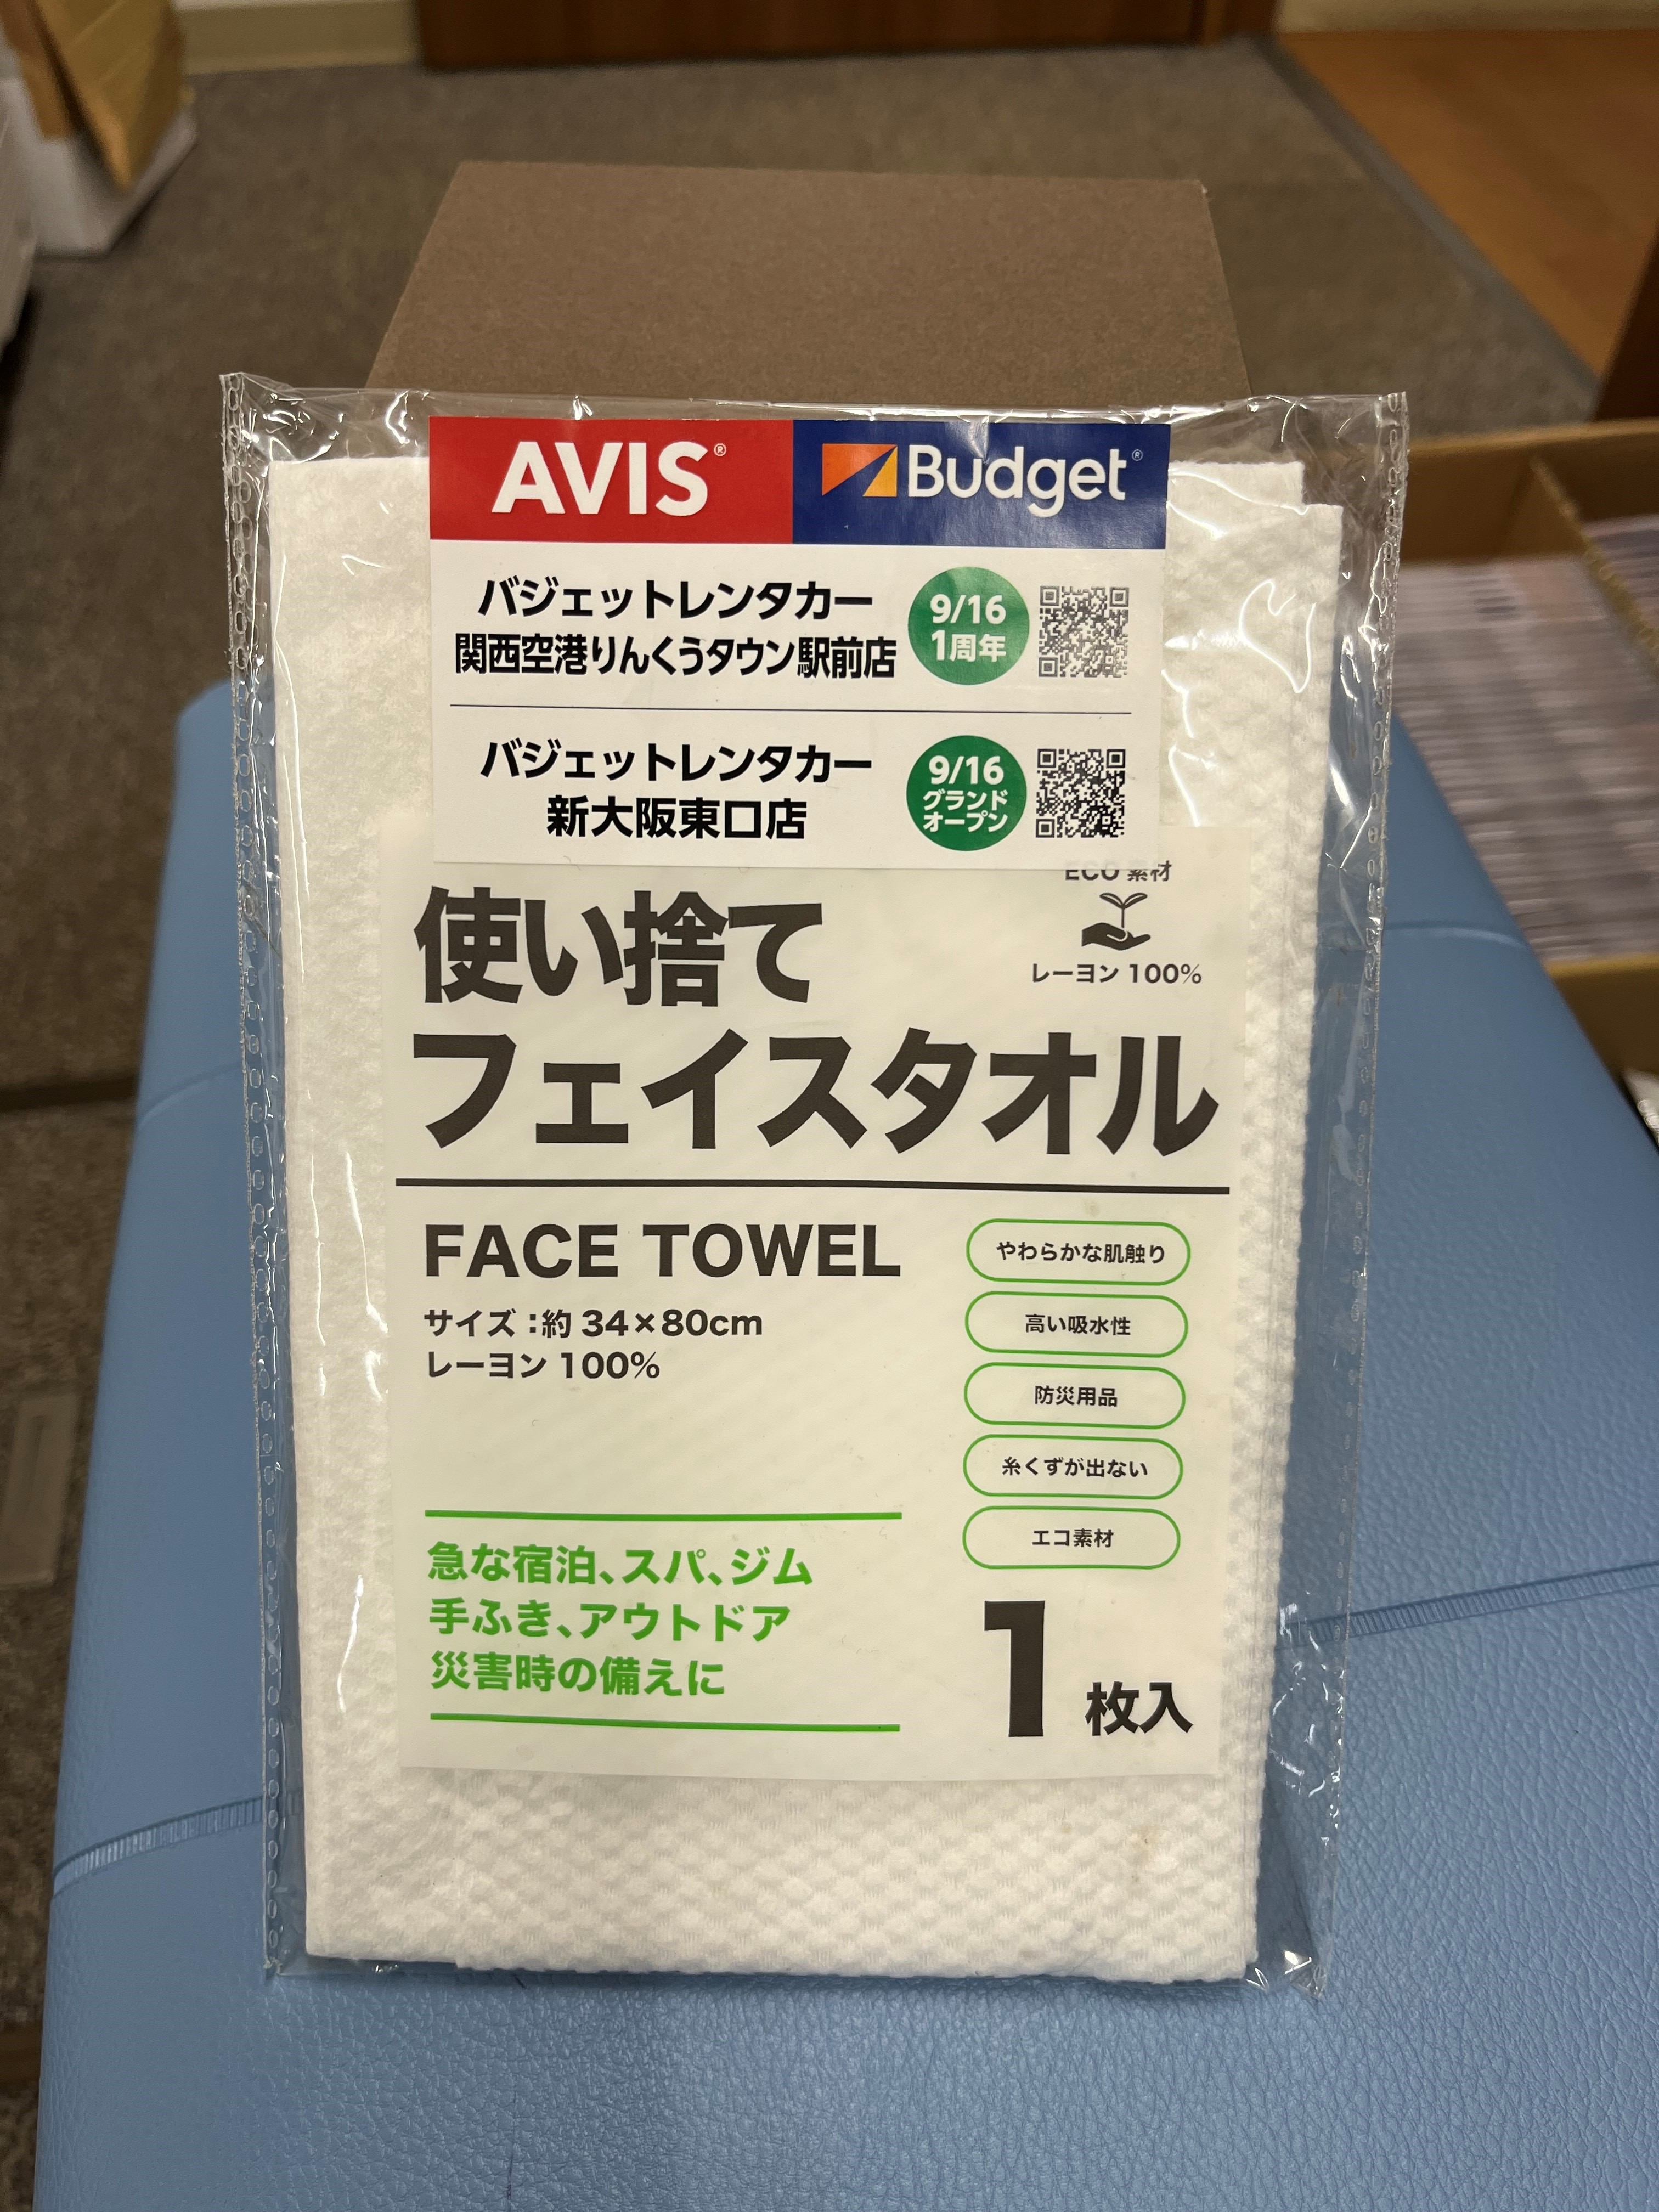 AVIS®
Budget®
バジェットレンタカー
関西空港りんくうタウン駅前店
9/16
1周年
バジェットレンタカー
新大阪東口店
9/16
グランド
オープン
ECO 素材
レーヨン 100%
使い捨て
フェイスタオル
FACE TOWEL
サイズ：約 34×80cm
レーヨン 100%
やわらかな肌触り
高い吸水性
防災用品
糸くずが出ない
エコ素材
急な宿泊、スパ、ジム
手ふき、アウトドア
災害時の備えに
1 枚入